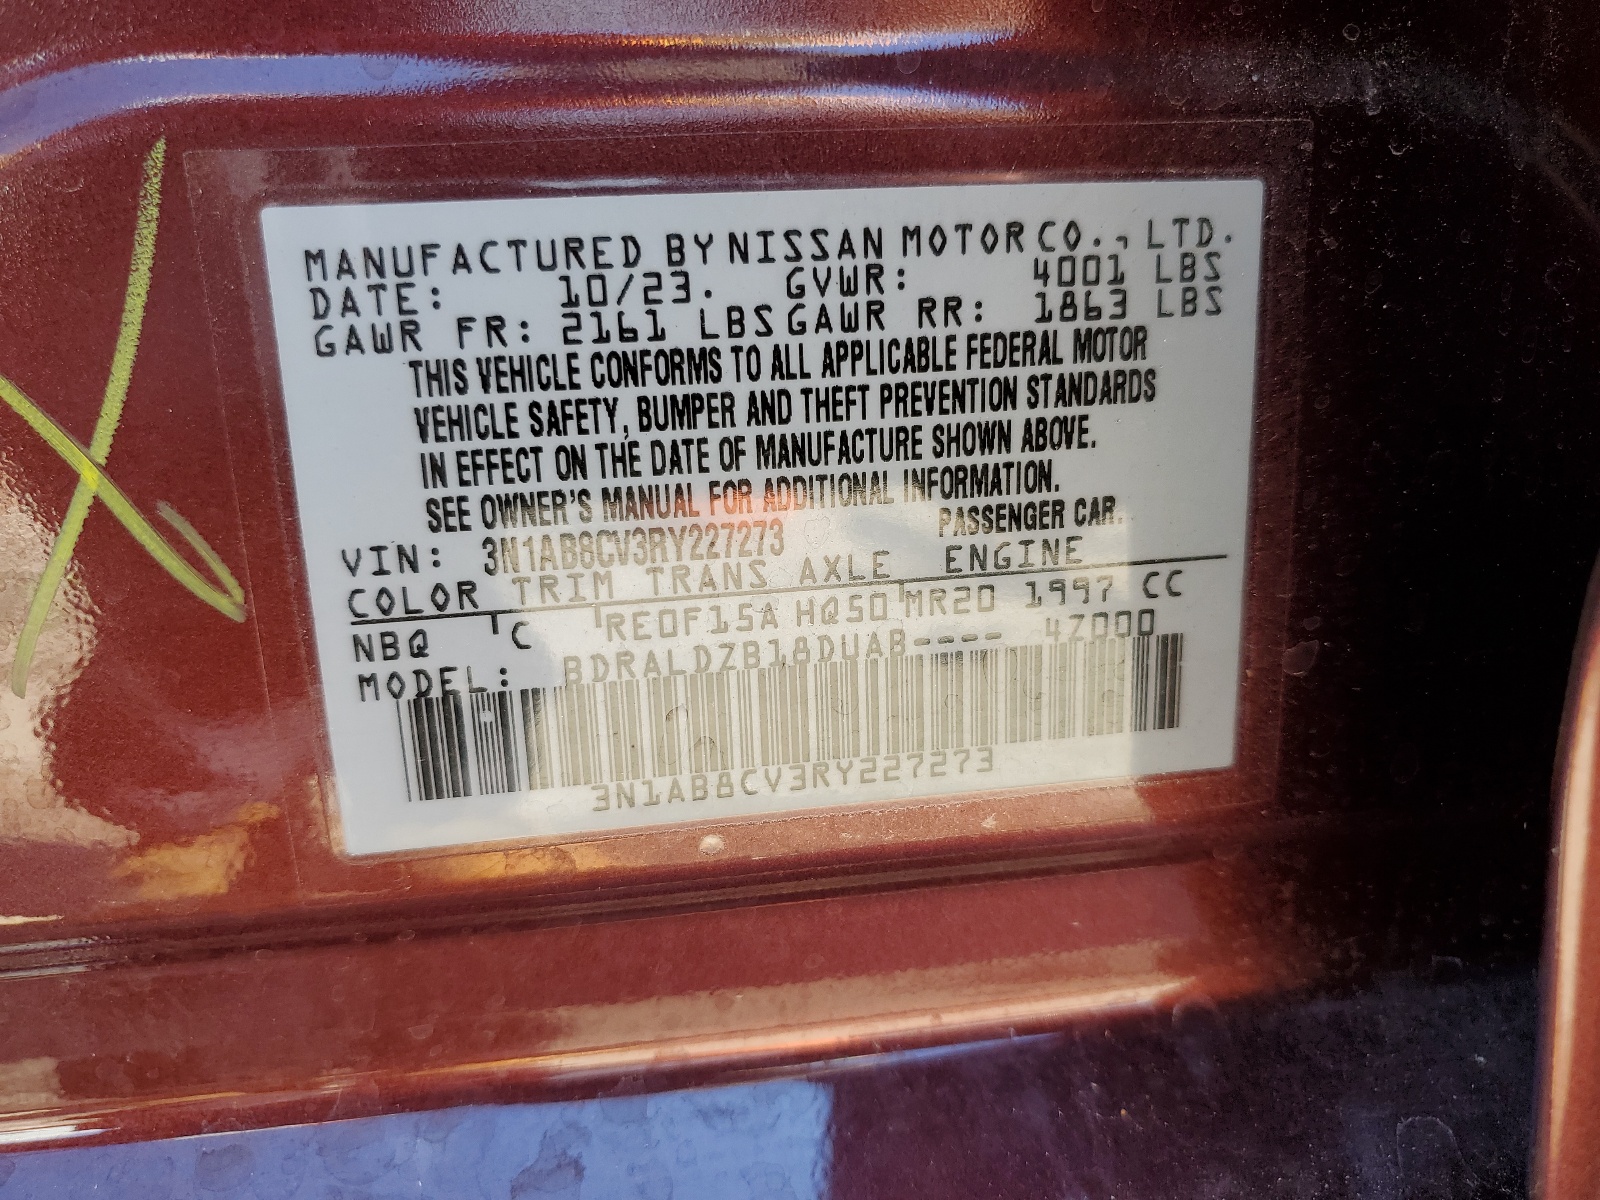 MANUFACTURED BY NISSAN MOTOR CO., LTD.
DATE: 10/23. GVWR: 4001 LBS
GAWR FR: 2161 LBS GAWR RR: 1863 LBS
THIS VEHICLE CONFORMS TO ALL APPLICABLE FEDERAL MOTOR
VEHICLE SAFETY, BUMPER AND THEFT PREVENTION STANDARDS
IN EFFECT ON THE DATE OF MANUFACTURE SHOWN ABOVE.
SEE OWNER'S MANUAL FOR ADDITIONAL INFORMATION.
VIN: 3N1AB8CV3RY227273 PASSENGER CAR.
COLOR TRIM TRANS AXLE ENGINE
NBQ C RE0F15A HQ50 MR20 1997 CC
MODEL: BDRALDZB18DUAB---- 4Z000
3N1AB8CV3RY227273